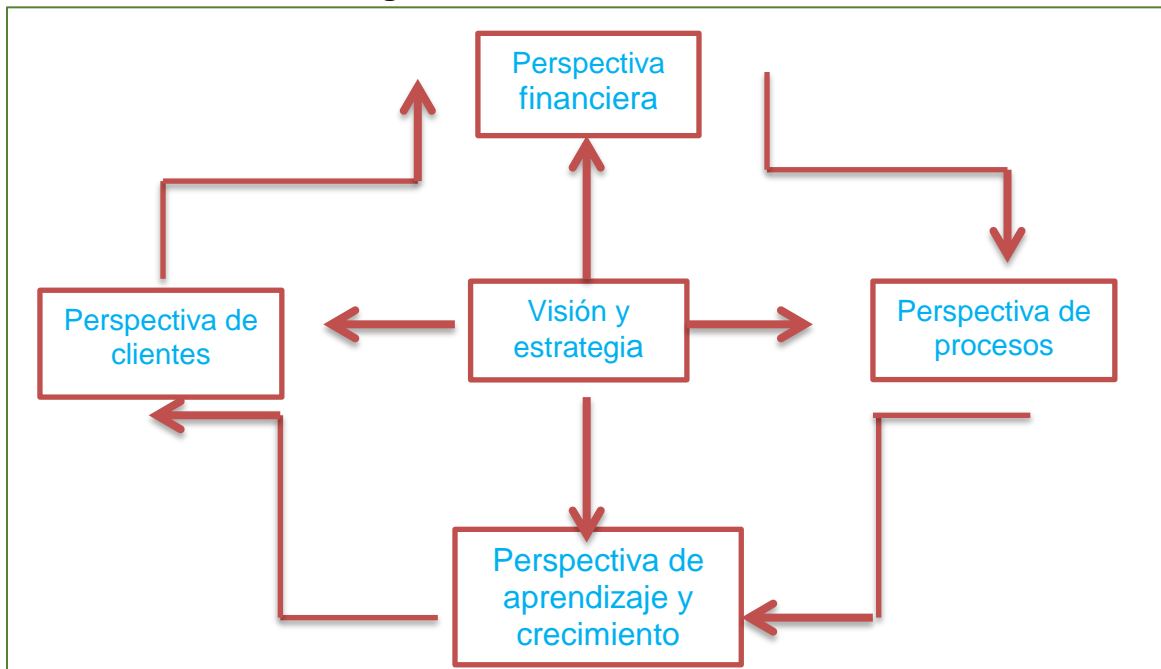 Perspectiva
financiera
Perspectiva de
clientes
Visión y
estrategia
Perspectiva de
procesos
Perspectiva de
aprendizaje y
crecimiento